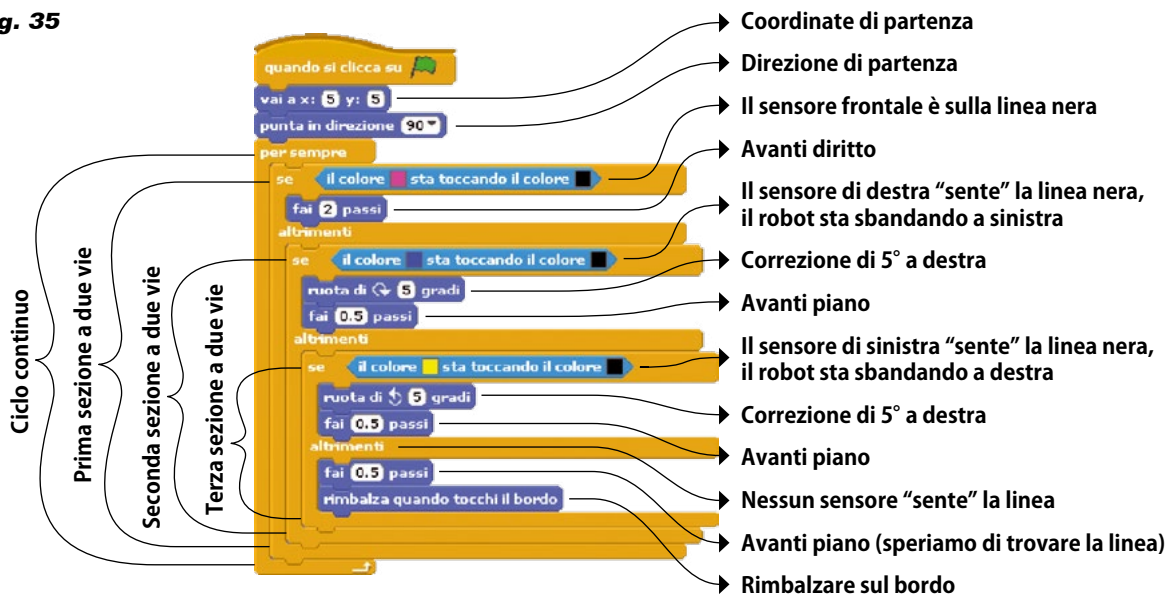 g. 35
quando si clicca su
vai a x: 5 y: 5
punta in direzione 90
per sempre
se il colore sta toccando il colore
fai 2 passi
altrimenti
se il colore sta toccando il colore
ruota di 5 gradi
fai 0.5 passi
altrimenti
se il colore sta toccando il colore
ruota di 5 gradi
fai 0.5 passi
altrimenti
fai 0.5 passi
rimbalza quando tocchi il bordo
Ciclo continuo
Prima sezione a due vie
Seconda sezione a due vie
Terza sezione a due vie
Coordinate di partenza
Direzione di partenza
Il sensore frontale è sulla linea nera
Avanti diritto
Il sensore di destra “sente” la linea nera,
il robot sta sbandando a sinistra
Correzione di 5° a destra
Avanti piano
Il sensore di sinistra “sente” la linea nera,
il robot sta sbandando a destra
Correzione di 5° a destra
Avanti piano
Nessun sensore “sente” la linea
Avanti piano (speriamo di trovare la linea)
Rimbalzare sul bordo